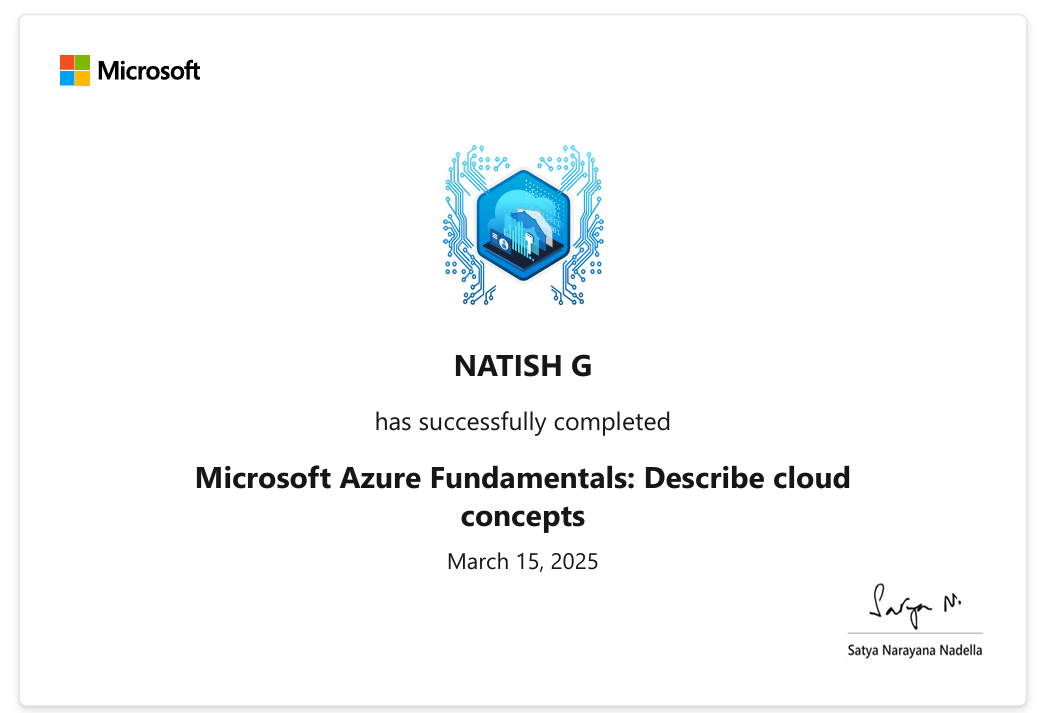 Microsoft
NATISH G
has successfully completed
Microsoft Azure Fundamentals: Describe cloud
concepts
March 15, 2025
Satya N.
Satya Narayana Nadella